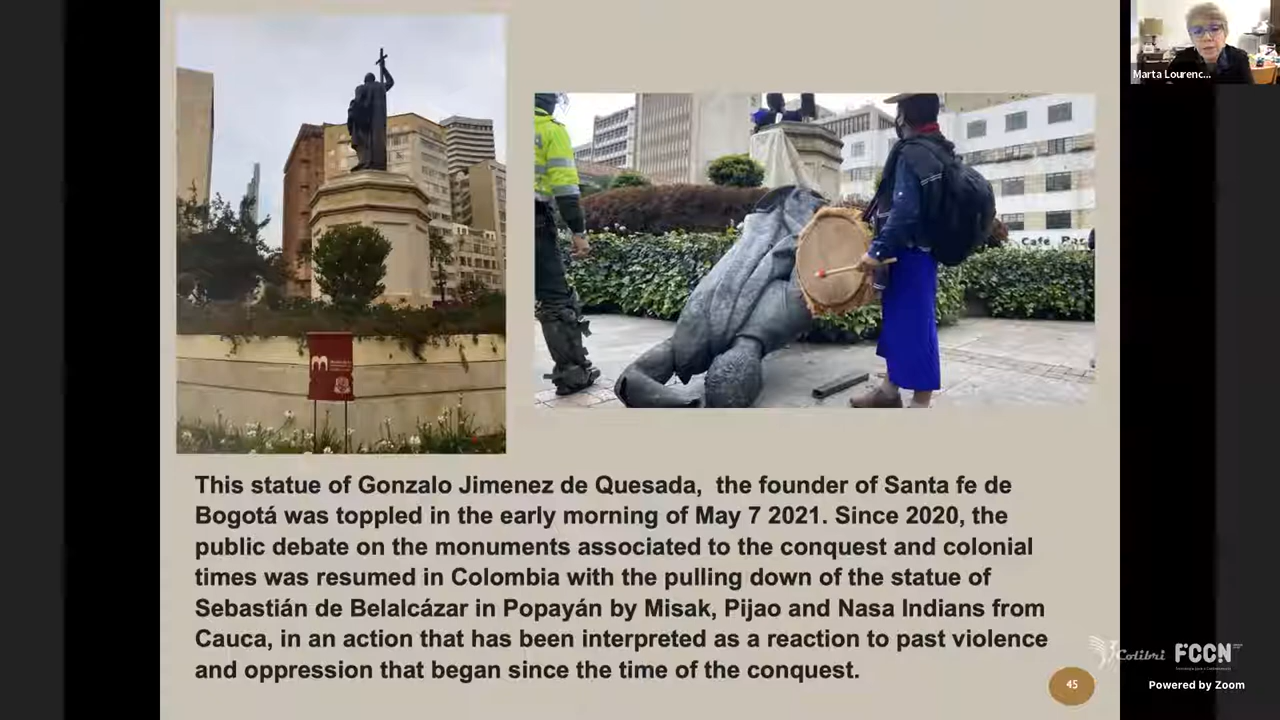 Marta Lourenc...
This statue of Gonzalo Jimenez de Quesada, the founder of Santa fe de
Bogotá was toppled in the early morning of May 7 2021. Since 2020, the
public debate on the monuments associated to the conquest and colonial
times was resumed in Colombia with the pulling down of the statue of
Sebastián de Belalcázar in Popayán by Misak, Pijao and Nasa Indians from
Cauca, in an action that has been interpreted as a reaction to past violence
and oppression that began since the time of the conquest.
45
Colibri
FCCN
Powered by Zoom